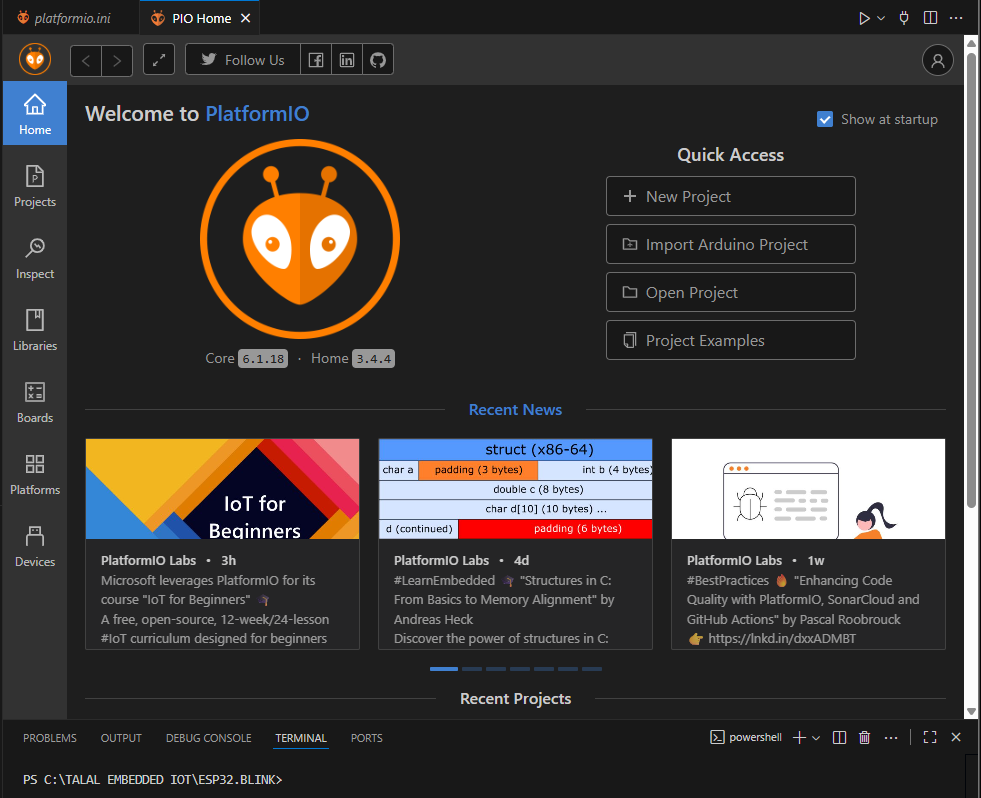 platformio.ini
PIO Home
Follow Us
Home
Projects
Inspect
Libraries
Boards
Platforms
Devices
Welcome to PlatformIO
Show at startup
Core 6.1.18 · Home 3.4.4
Quick Access
New Project
Import Arduino Project
Open Project
Project Examples
Recent News
IoT for
Beginners
PlatformIO Labs • 3h
Microsoft leverages PlatformIO for its
course "IoT for Beginners"
A free, open-source, 12-week/24-lesson
#IoT curriculum designed for beginners
struct (x86-64)
char a
padding (3 bytes)
int b (4 bytes)
double c (8 bytes)
char d[10] (10 bytes) ...
d (continued)
padding (6 bytes)
PlatformIO Labs • 4d
#LearnEmbedded "Structures in C:
From Basics to Memory Alignment" by
Andreas Heck
Discover the power of structures in C:
PlatformIO Labs • 1w
#BestPractices 🔥 "Enhancing Code
Quality with PlatformIO, SonarCloud and
GitHub Actions" by Pascal Roobrouck
👉 https://lnkd.in/dxxADMBT
Recent Projects
PROBLEMS
OUTPUT
DEBUG CONSOLE
TERMINAL
PORTS
powershell
PS C:\TALAL EMBEDDED IOT\ESP32.BLINK>